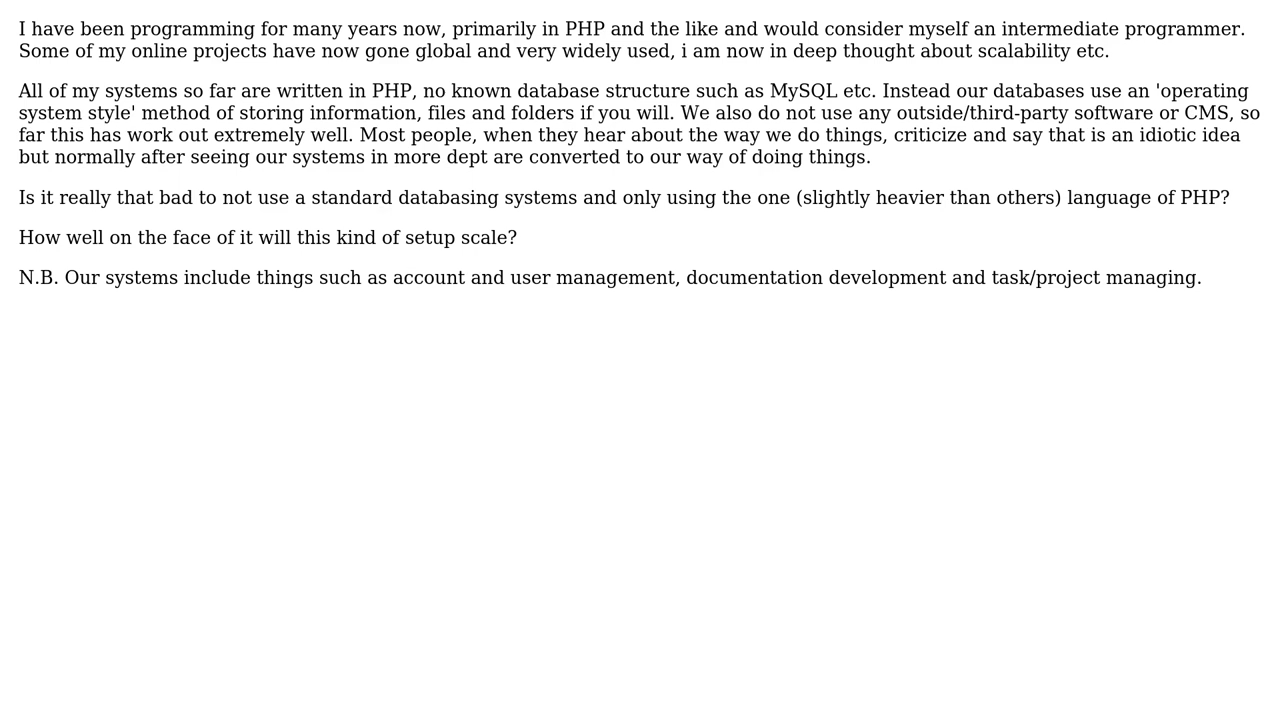 I have been programming for many years now, primarily in PHP and the like and would consider myself an intermediate programmer.
Some of my online projects have now gone global and very widely used, i am now in deep thought about scalability etc.
All of my systems so far are written in PHP, no known database structure such as MySQL etc. Instead our databases use an 'operating
system style' method of storing information, files and folders if you will. We also do not use any outside/third-party software or CMS, so
far this has work out extremely well. Most people, when they hear about the way we do things, criticize and say that is an idiotic idea
but normally after seeing our systems in more dept are converted to our way of doing things.
Is it really that bad to not use a standard databasing systems and only using the one (slightly heavier than others) language of PHP?
How well on the face of it will this kind of setup scale?
N.B. Our systems include things such as account and user management, documentation development and task/project managing.